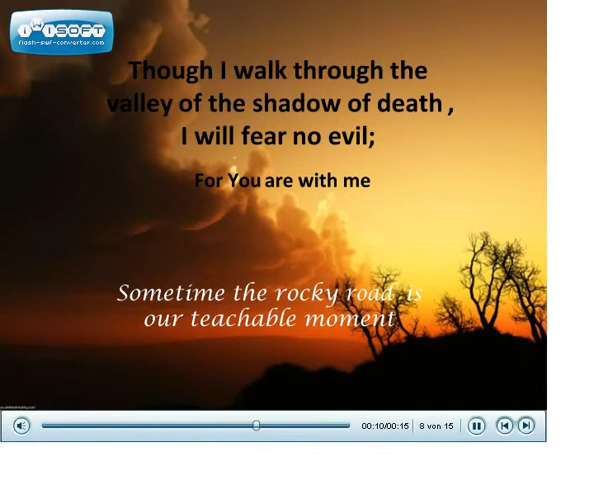 iWiSOFT
flash-swf-converter.com
Though I walk through the
valley of the shadow of death ,
I will fear no evil;
For You are with me
Sometime the rocky road is
our teachable moment
00:10/00:15 8 von 15